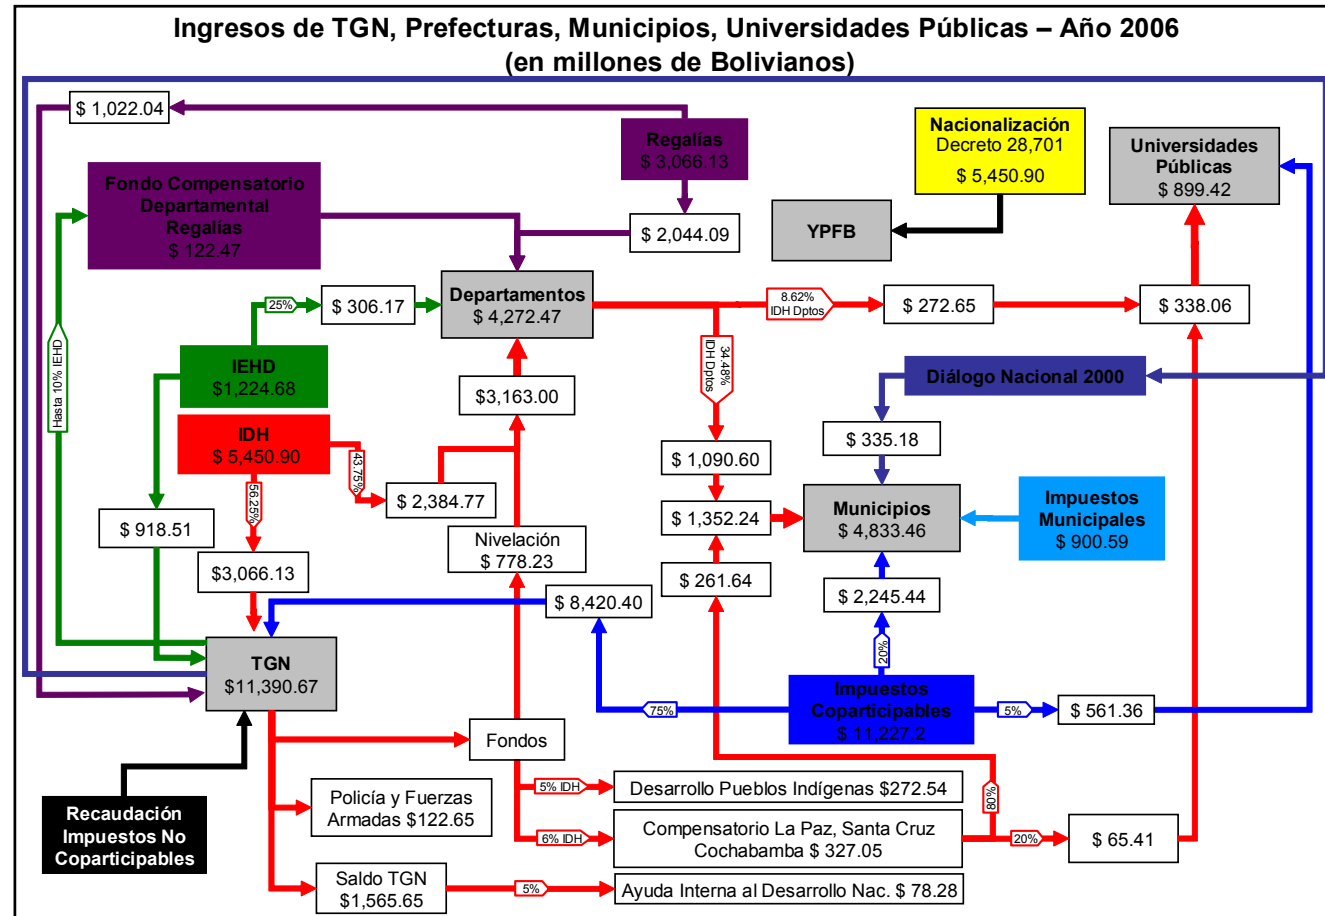 Ingresos de TGN, Prefecturas, Municipios, Universidades Públicas – Año 2006
(en millones de Bolivianos)
$ 1,022.04
Regalías
$ 3,066.13
Nacionalización
Decreto 28,701
$ 5,450.90
Universidades
Públicas
$ 899.42
Fondo Compensatorio
Departamental
Regalías
$ 122.47
$ 2,044.09
YPFB
Departamentos
$ 4,272.47
25%
$ 306.17
8.62%
IDH Dptos
$ 272.65
$ 338.06
Hasta 10% IEHD
IEHD
$1,224.68
34.48%
IDH Dptos
$3,163.00
Diálogo Nacional 2000
IDH
$ 5,450.90
43.75%
56.25%
$ 335.18
$ 1,090.60
$ 2,384.77
$ 918.51
$ 1,352.24
Municipios
$ 4,833.46
Impuestos
Municipales
$ 900.59
Nivelación
$ 778.23
$3,066.13
$ 261.64
$ 8,420.40
$ 2,245.44
20%
TGN
$11,390.67
75%
Impuestos
Coparticipables
$ 11,227.2
5%
$ 561.36
Fondos
Recaudación
Impuestos No
Coparticipables
Policía y Fuerzas
Armadas $122.65
5% IDH
Desarrollo Pueblos Indígenas $272.54
80%
6% IDH
Compensatorio La Paz, Santa Cruz
Cochabamba $ 327.05
20%
$ 65.41
Saldo TGN
$1,565.65
5%
Ayuda Interna al Desarrollo Nac. $ 78.28